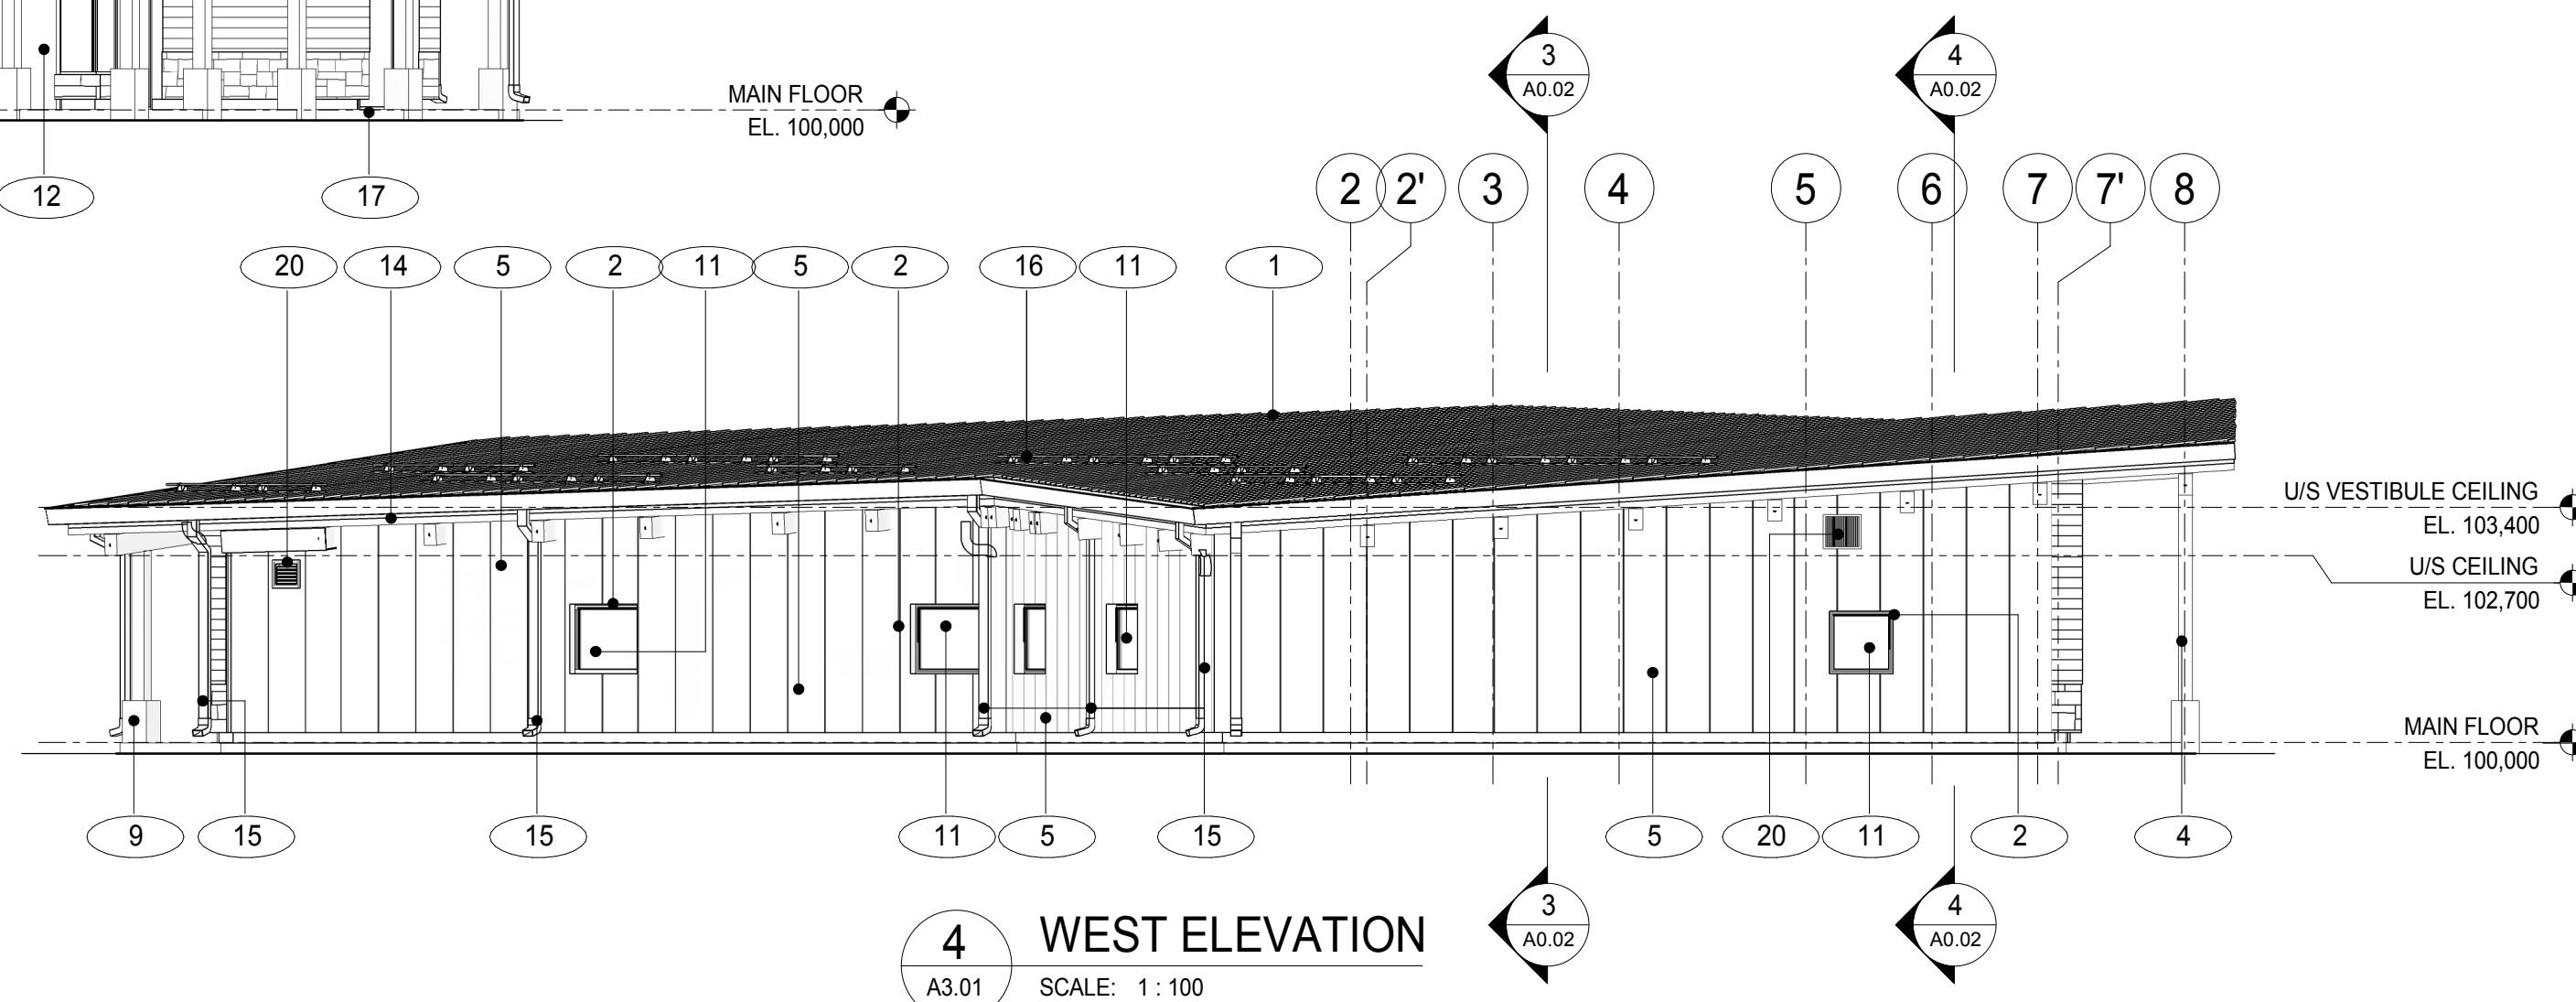 MAIN FLOOR
EL. 100,000
12
17
3
A0.02
4
A0.02
2 2' 3 4 5 6 7 7' 8
20 14 5 2 11 5 2 16 11 1
U/S VESTIBULE CEILING
EL. 103,400
U/S CEILING
EL. 102,700
MAIN FLOOR
EL. 100,000
9 15 15 11 5 15 5 20 11 2 4
4
A3.01
WEST ELEVATION
SCALE: 1 : 100
3
A0.02
4
A0.02